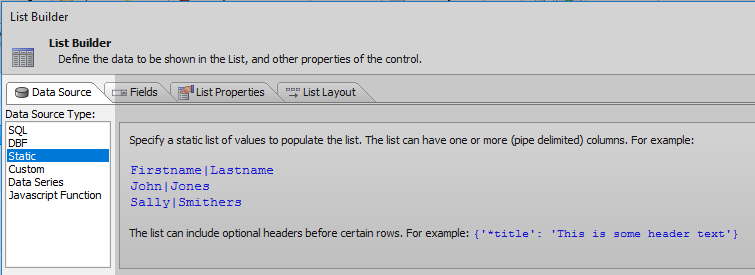 List Builder
List Builder
Define the data to be shown in the List, and other properties of the control.
Data Source
Fields
List Properties
List Layout
Data Source Type:
SQL
DBF
Static
Custom
Data Series
Javascript Function
Specify a static list of values to populate the list. The list can have one or more (pipe delimited) columns. For example:
Firstname|Lastname
John|Jones
Sally|Smithers
The list can include optional headers before certain rows. For example: {'*title': 'This is some header text'}